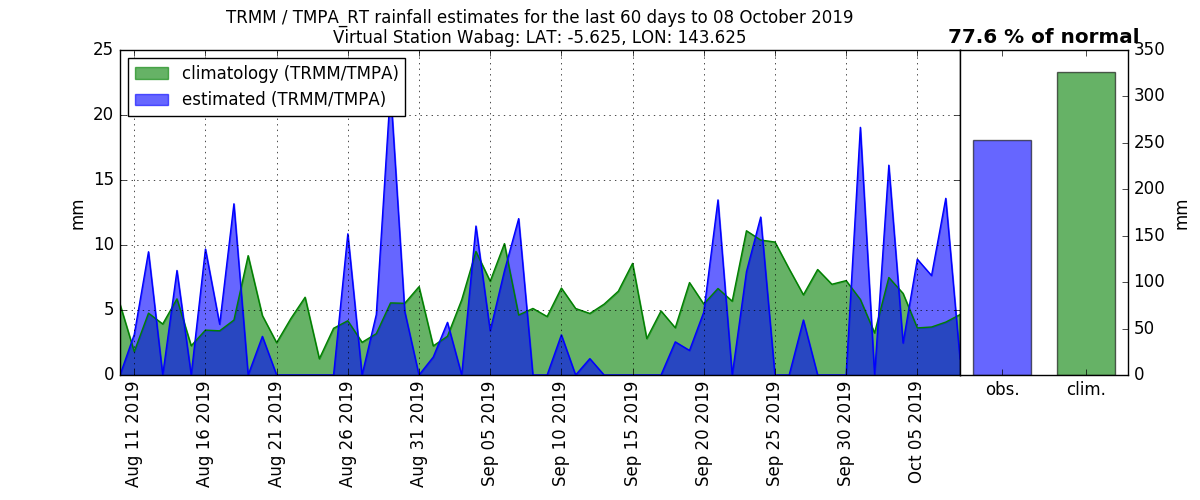 TRMM / TMPA_RT rainfall estimates for the last 60 days to 08 October 2019
Virtual Station Wabag: LAT: -5.625, LON: 143.625
77.6 % of normal
climatology (TRMM/TMPA)
estimated (TRMM/TMPA)
25
20
15
10
5
0
mm
Aug 11 2019
Aug 16 2019
Aug 21 2019
Aug 26 2019
Aug 31 2019
Sep 05 2019
Sep 10 2019
Sep 15 2019
Sep 20 2019
Sep 25 2019
Sep 30 2019
Oct 05 2019
obs.
clim.
350
300
250
200
150
100
50
0
mm